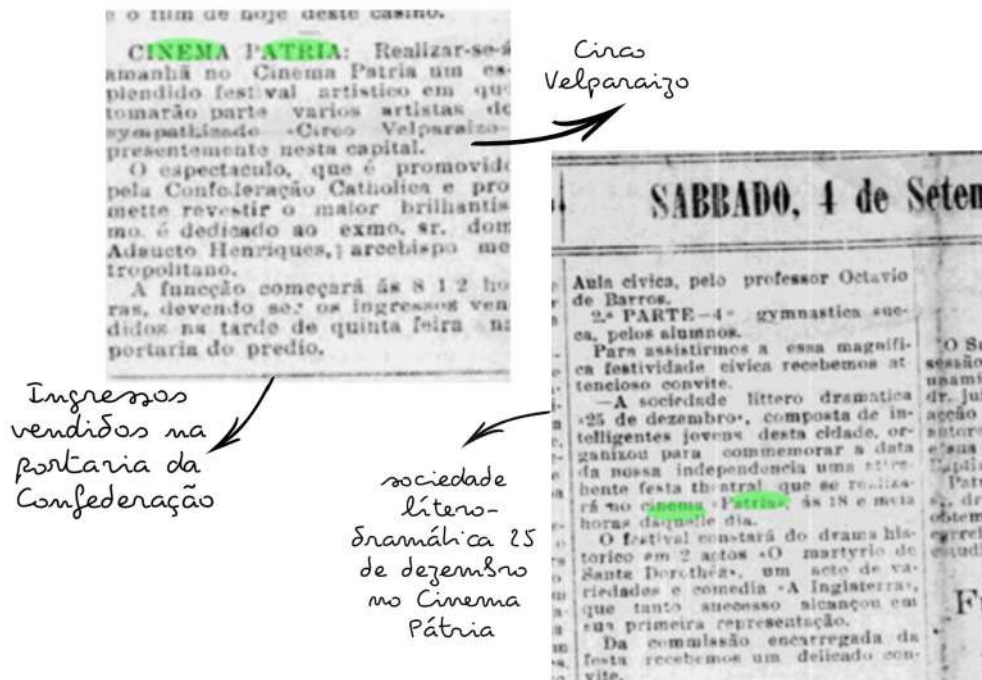 e o film de hoje deste casino.
CINEMA PATRIA: Realizar-se-á
amanhã no Cinema Patria um es-
plendido festival artistico em que
tomarão parte varios artistas do
sympathisado «Circo Velparaizo»
presentemente nesta capital.
O espectaculo, que é promovido
pela Confederação Catholica e pro
mette revestir o maior brilhantis
mo, é dedicado ao exmo. sr. dom
Adaucto Henriques, arcebispo me
tropolitano.
A funcção começará ás 8 1 2 ho
ras, devendo ser os ingressos ven
didos na tarde de quinta feira na
portaria do predio.
Circo
Velparaizo
Ingressos
vendidos na
portaria da
Confederação
sociedade
lítero-
dramática 25
de dezembro
no Cinema
Pátria
SABBADO, 4 de Setem
Aula civica, pelo professor Octavio
de Barros.
2.ª PARTE—4º gymnastica sue-
ca, pelos alumnos.
Para assistirmos a essa magnifi-
ca festividade civica recebemos at
tencioso convite.
—A sociedade littero dramatica
«25 de dezembro», composta de in-
telligentes jovens desta cidade, or-
ganizou para commemorar a data
da nossa independencia uma
hente festa theatral que se realiza-
rá no cinema «Patria», ás 18 e meia
horas daquelle dia.
O festival constará do drama his-
torico em 2 actos «O martyrio de
Sante Dorothéa», um acto de va-
riedades e comedia «A Inglaterra»,
que tanto successo alcançou em
sua primeira representação.
Da commissão encarregada da
festa recebemos um delicado con-
vite.